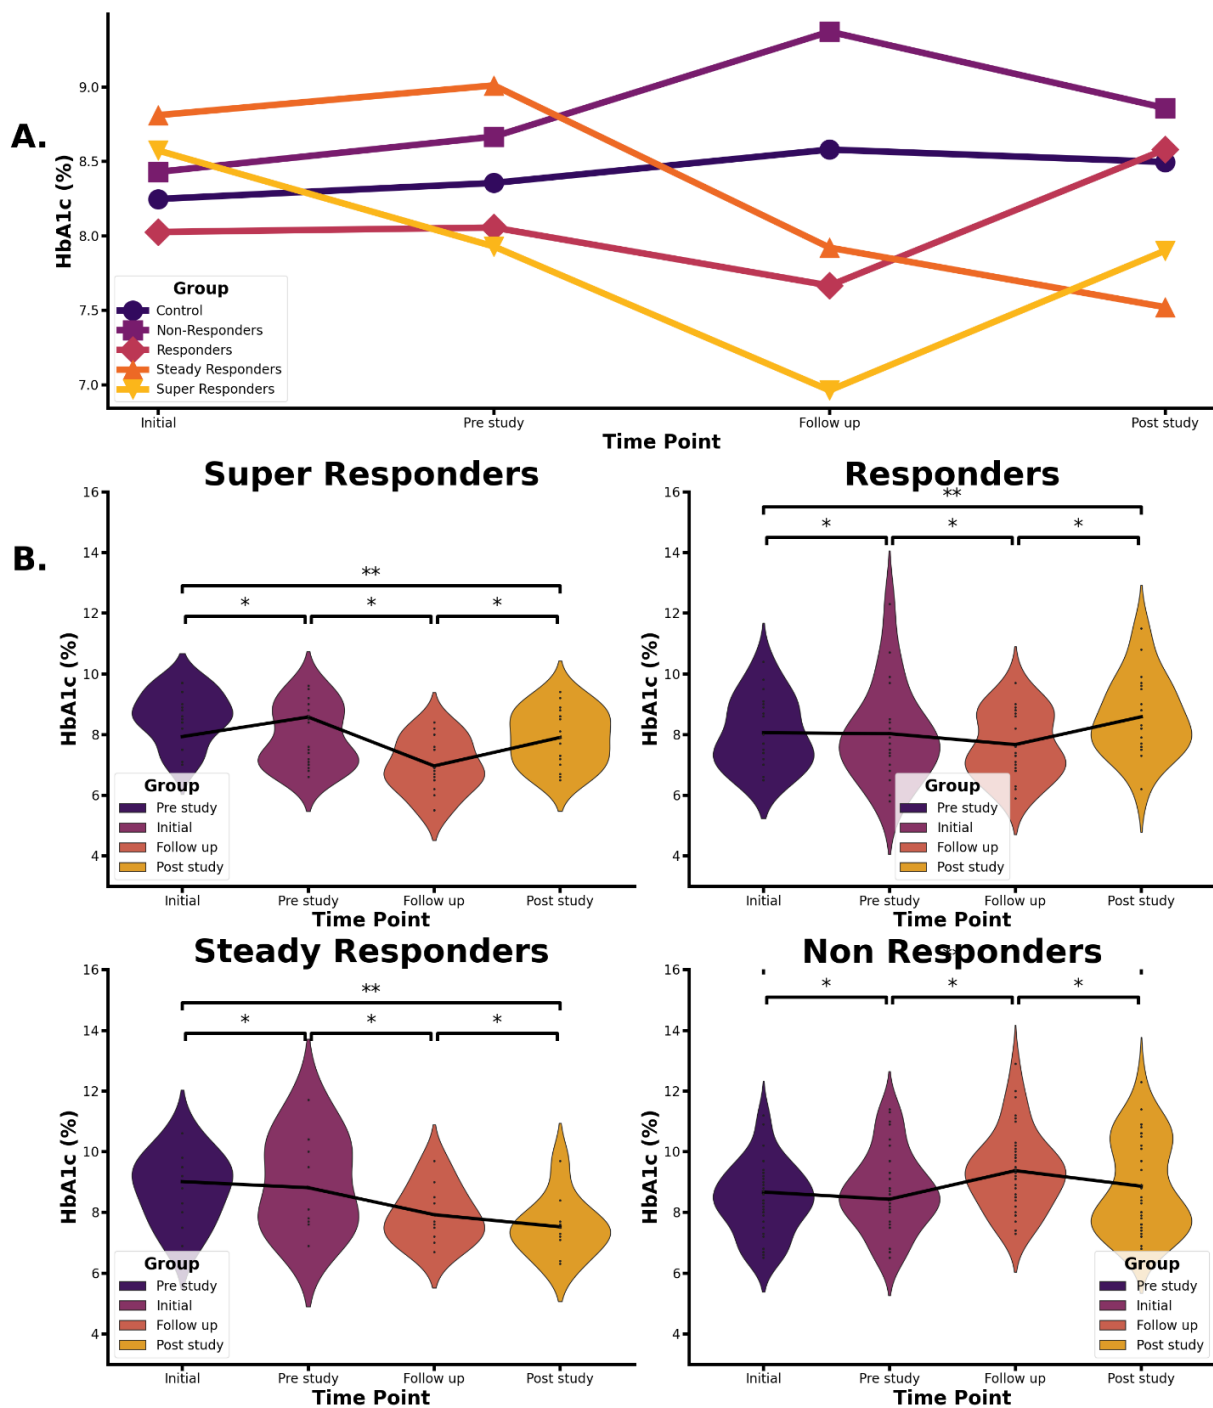 A.
HbA1c (%)
9.0
8.5
8.0
7.5
7.0
Group
Control
Non-Responders
Responders
Steady Responders
Super Responders
Initial Pre study Follow up Post study
Time Point
B.
Super Responders
HbA1c (%)
16
14
12
10
8
6
4
**
* * *
Group
Pre study
Initial
Follow up
Post study
Initial Pre study Follow up Post study
Time Point
Responders
HbA1c (%)
16
14
12
10
8
6
4
**
* * *
Group
Pre study
Initial
Follow up
Post study
Initial Pre study Follow up Post study
Time Point
Steady Responders
HbA1c (%)
16
14
12
10
8
6
4
**
* * *
Group
Pre study
Initial
Follow up
Post study
Initial Pre study Follow up Post study
Time Point
Non Responders
HbA1c (%)
16
14
12
10
8
6
4
* * *
Group
Pre study
Initial
Follow up
Post study
Initial Pre study Follow up Post study
Time Point